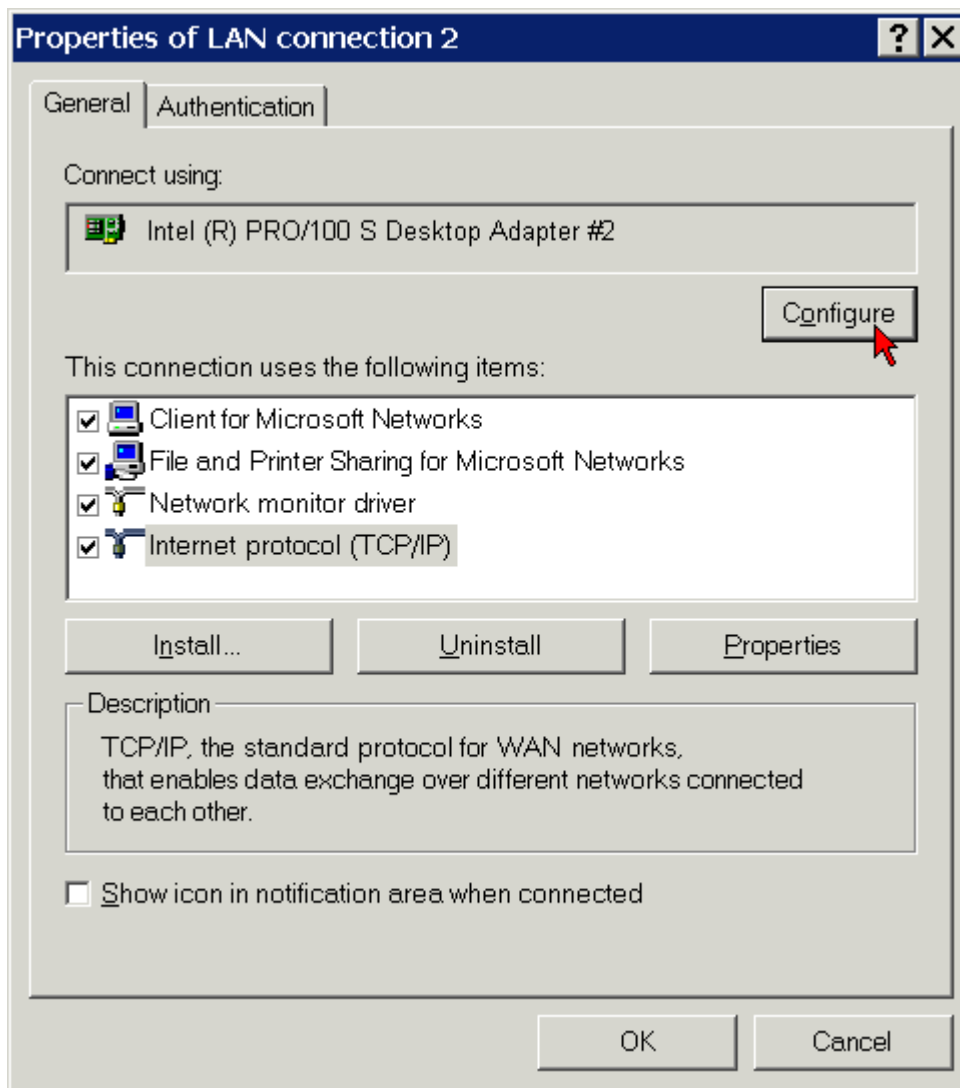 Properties of LAN connection 2
General
Authentication
Connect using:
Intel (R) PRO/100 S Desktop Adapter #2
Configure
This connection uses the following items:
Client for Microsoft Networks
File and Printer Sharing for Microsoft Networks
Network monitor driver
Internet protocol (TCP/IP)
Install...
Uninstall
Properties
Description
TCP/IP, the standard protocol for WAN networks,
that enables data exchange over different networks connected
to each other.
Show icon in notification area when connected
OK
Cancel